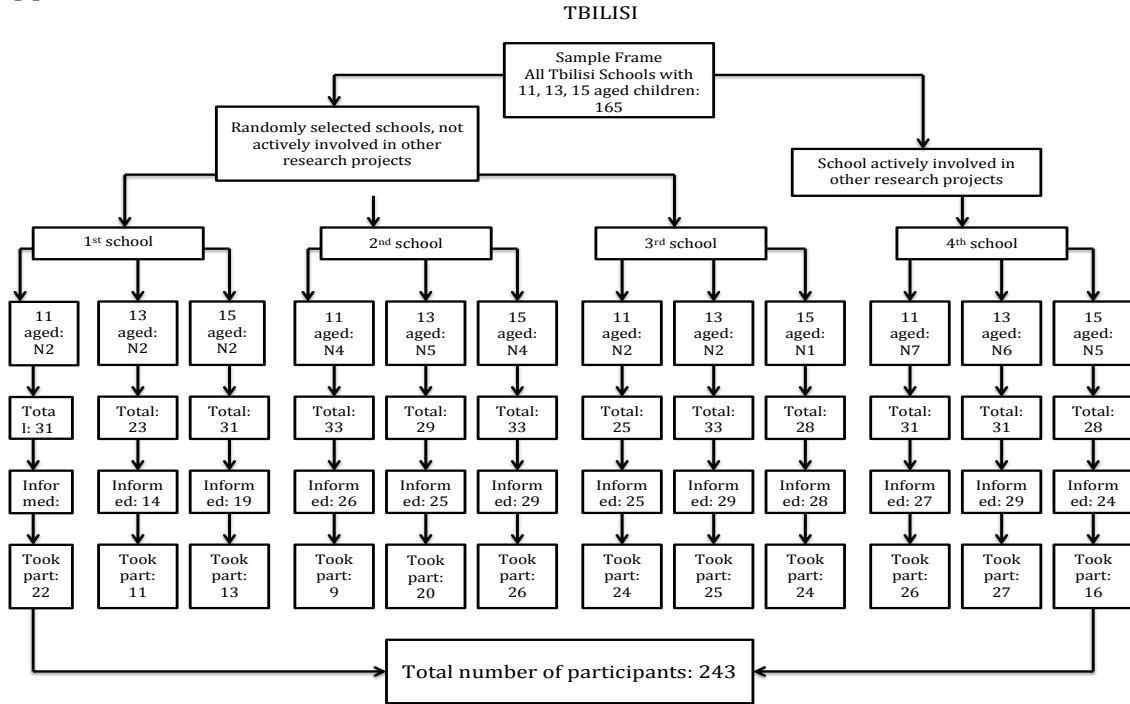 TBILISI
Sample Frame
All Tbilisi Schools with
11, 13, 15 aged children:
165
Randomly selected schools, not
actively involved in other
research projects
School actively involved in
other research projects
1st school
2nd school
3rd school
4th school
11
aged:
N2
13
aged:
N2
15
aged:
N2
11
aged:
N4
13
aged:
N5
15
aged:
N4
11
aged:
N2
13
aged:
N2
15
aged:
N1
11
aged:
N7
13
aged:
N6
15
aged:
N5
Tota
l: 31
Total:
23
Total:
31
Total:
33
Total:
29
Total:
33
Total:
25
Total:
33
Total:
28
Total:
31
Total:
31
Total:
28
Infor
med:
Inform
ed: 14
Inform
ed: 19
Inform
ed: 26
Inform
ed: 25
Inform
ed: 29
Inform
ed: 25
Inform
ed: 29
Inform
ed: 28
Inform
ed: 27
Inform
ed: 29
Inform
ed: 24
Took
part:
22
Took
part:
11
Took
part:
13
Took
part:
9
Took
part:
20
Took
part:
26
Took
part:
24
Took
part:
25
Took
part:
24
Took
part:
26
Took
part:
27
Took
part:
16
Total number of participants: 243